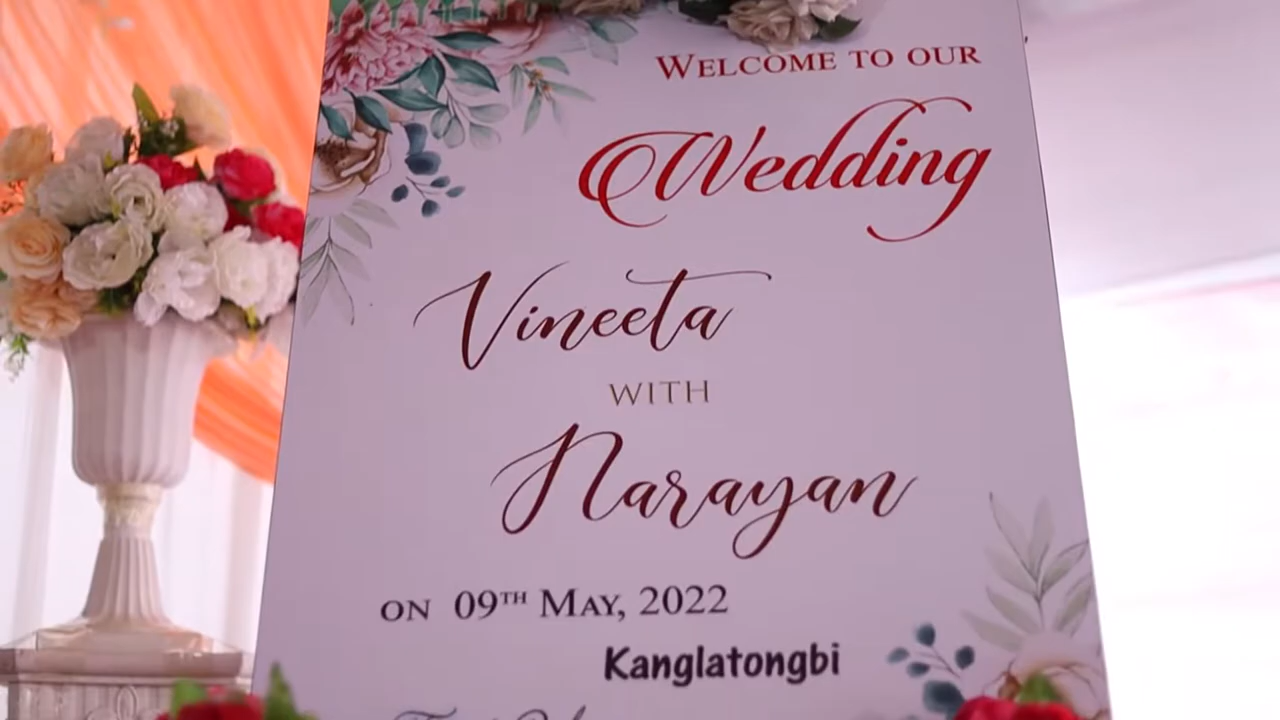 WELCOME TO OUR
Wedding
Vineeta
WITH
Narayan
ON 09TH MAY, 2022
Kanglatongbi